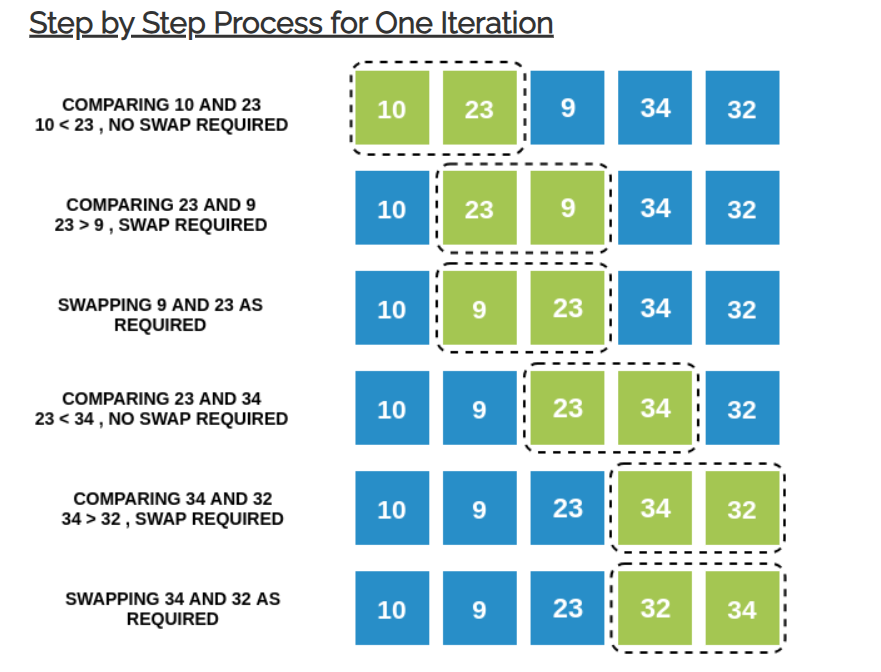 Step by Step Process for One Iteration
COMPARING 10 AND 23
10 < 23 , NO SWAP REQUIRED
10 23 9 34 32
COMPARING 23 AND 9
23 > 9 , SWAP REQUIRED
10 23 9 34 32
SWAPPING 9 AND 23 AS
REQUIRED
10 9 23 34 32
COMPARING 23 AND 34
23 < 34 , NO SWAP REQUIRED
10 9 23 34 32
COMPARING 34 AND 32
34 > 32 , SWAP REQUIRED
10 9 23 34 32
SWAPPING 34 AND 32 AS
REQUIRED
10 9 23 32 34